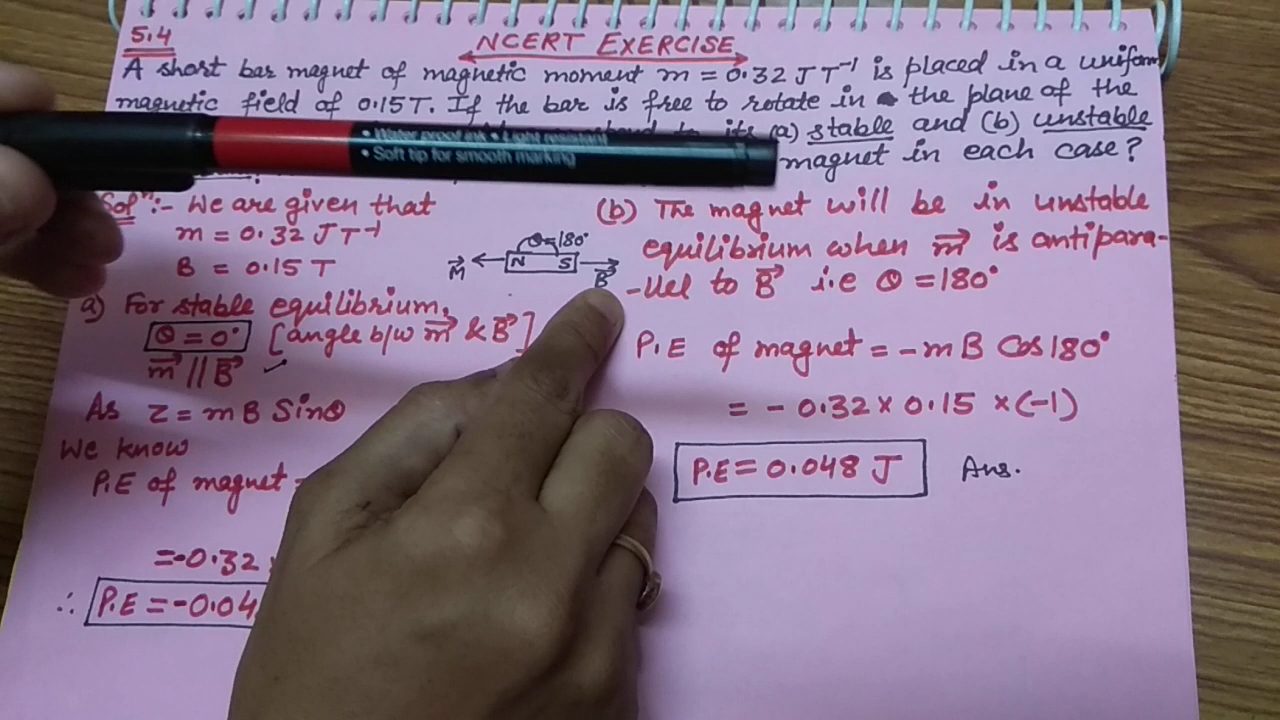 5.4
NCERT EXERCISE
A short bar magnet of magnetic moment m = 0.32 J T⁻¹ is placed in a uniform
magnetic field of 0.15T. If the bar is free to rotate in the plane of the
its (a) stable and (b) unstable
magnet in each case?
• Water proof ink • Light resistant
• Soft tip for smooth marking
Solⁿ:- We are given that
m = 0.32 J T⁻¹
B = 0.15 T
a) For stable equilibrium,
θ = 0° [angle b/w m⃗ & B⃗]
m⃗ || B⃗ ✓
As τ = m B Sinθ
We know
P.E of magnet =
= -0.32
∴ P.E = -0.04
θ=180°
M⃗ N S B⃗
(b) The magnet will be in unstable
equilibrium when m⃗ is antipara-
-llel to B⃗ i.e θ = 180°
P.E of magnet = - m B Cos 180°
= - 0.32 × 0.15 × (-1)
P.E = 0.048 J Ans.